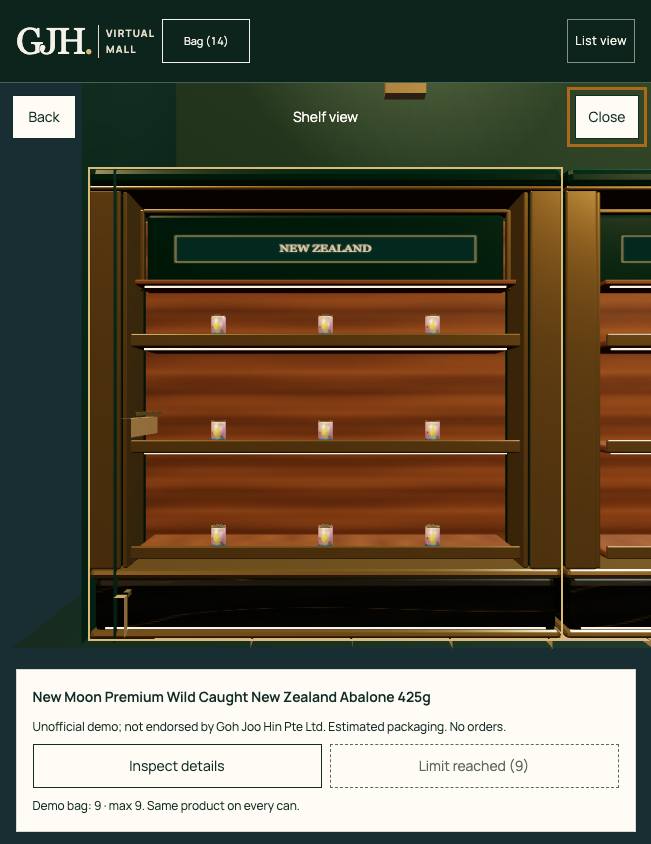 GJH.
VIRTUAL
MALL
Bag (14)
List view
Back
Shelf view
Close
NEW ZEALAND
New Moon Premium Wild Caught New Zealand Abalone 425g
Unofficial demo; not endorsed by Goh Joo Hin Pte Ltd. Estimated packaging. No orders.
Inspect details
Limit reached (9)
Demo bag: 9 · max 9. Same product on every can.